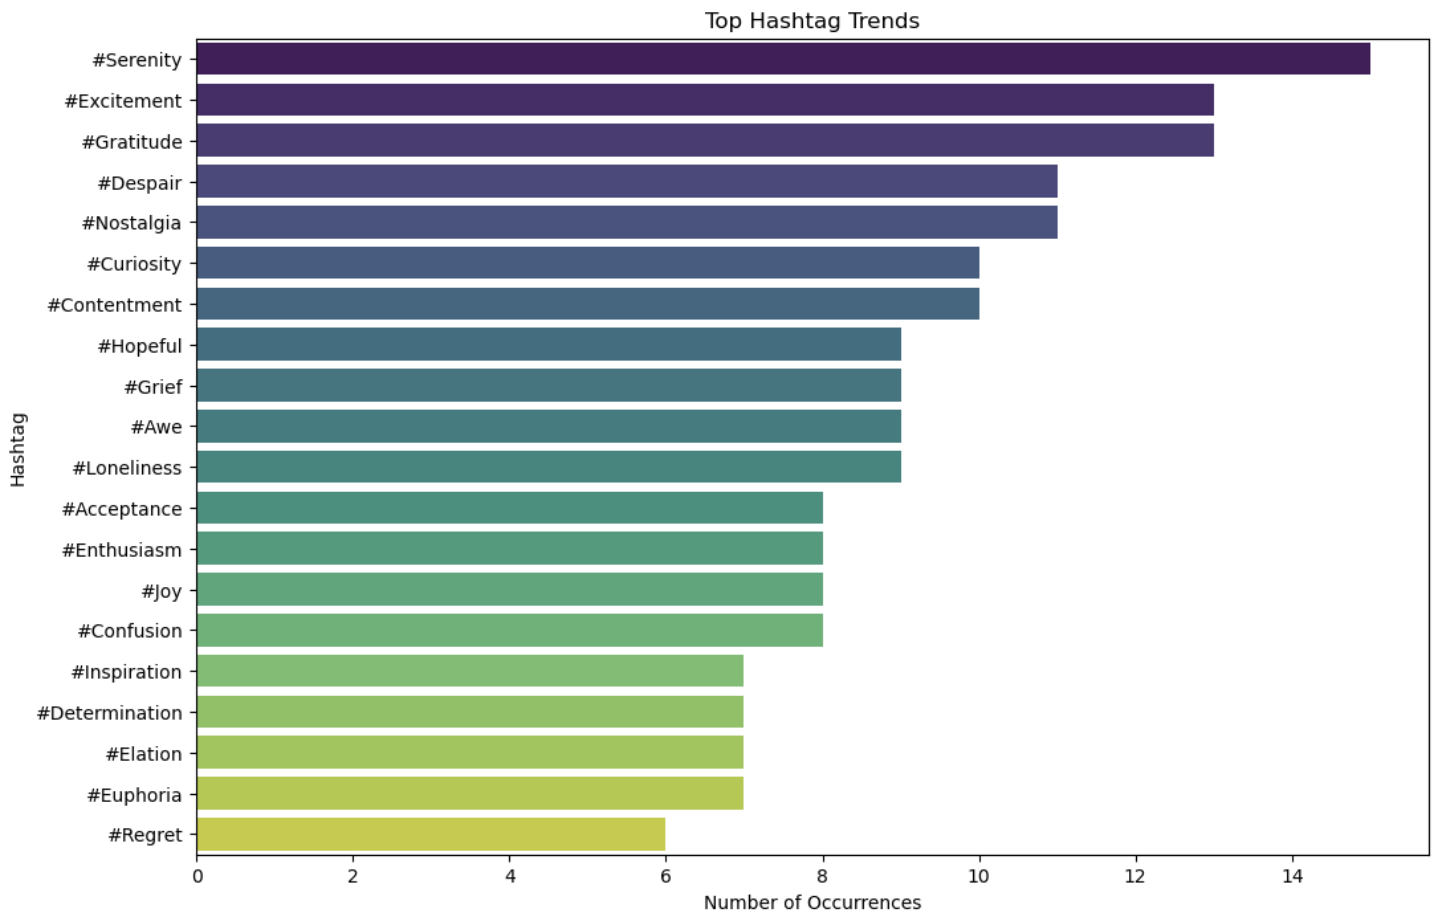 Top Hashtag Trends
#Serenity
#Excitement
#Gratitude
#Despair
#Nostalgia
#Curiosity
#Contentment
#Hopeful
#Grief
#Awe
#Loneliness
#Acceptance
#Enthusiasm
#Joy
#Confusion
#Inspiration
#Determination
#Elation
#Euphoria
#Regret
Hashtag
0 2 4 6 8 10 12 14
Number of Occurrences